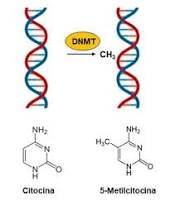 DNMT
CH₃
NH₂
N
N
H
O
H₃C
NH₂
N
N
H
O
Citocina
5-Metilcitocina